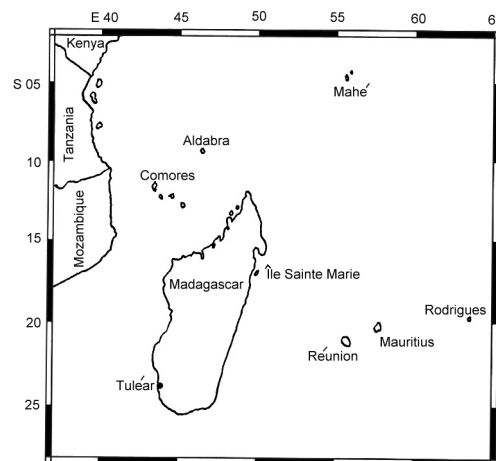 E 40 45 50 55 60 6
Kenya
S 05
Mahé
Tanzania
Aldabra
10
Comores
Mozambique
15
Île Sainte Marie
Madagascar
Rodrigues
20
Mauritius
Réunion
Tuléar
25